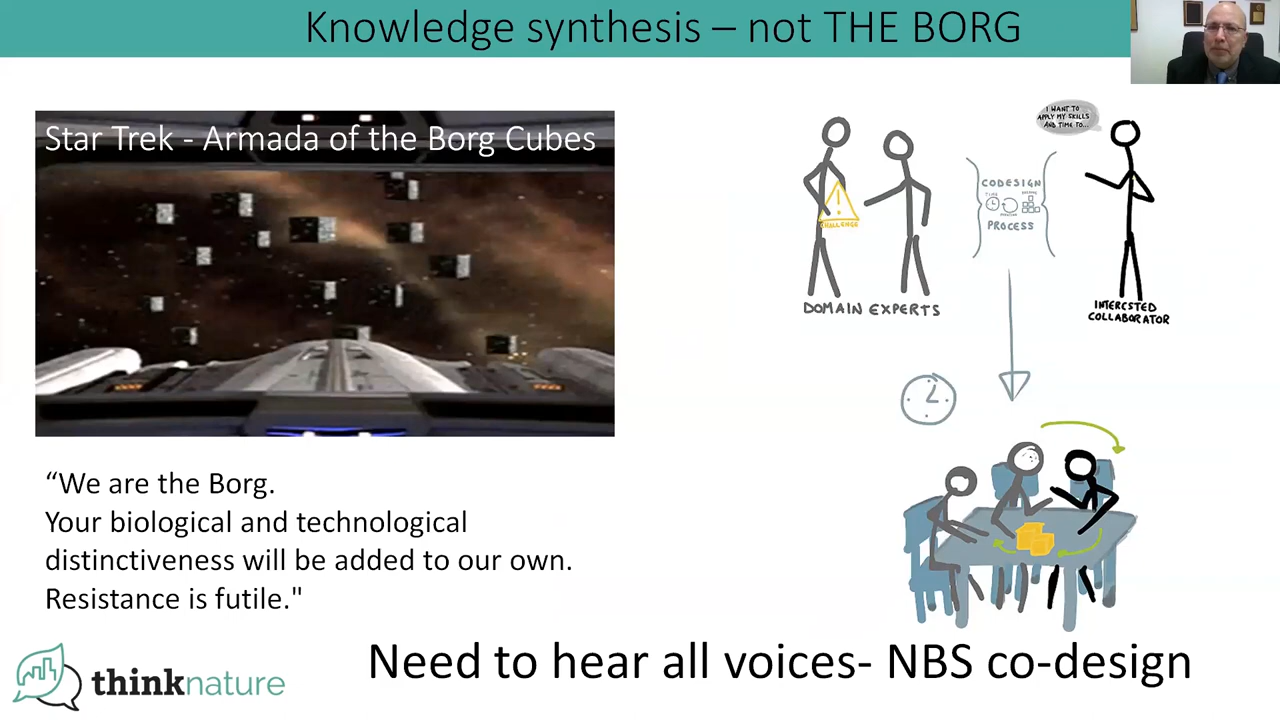 Knowledge synthesis – not THE BORG
Star Trek - Armada of the Borg Cubes
“We are the Borg.
Your biological and technological
distinctiveness will be added to our own.
Resistance is futile."
I WANT TO
APPLY MY SKILLS
AND TIME TO...
CHALLENGE
CODESIGN
TIME
PROCESS
DOMAIN EXPERTS
INTERESTED
COLLABORATOR
Need to hear all voices- NBS co-design
thinknature